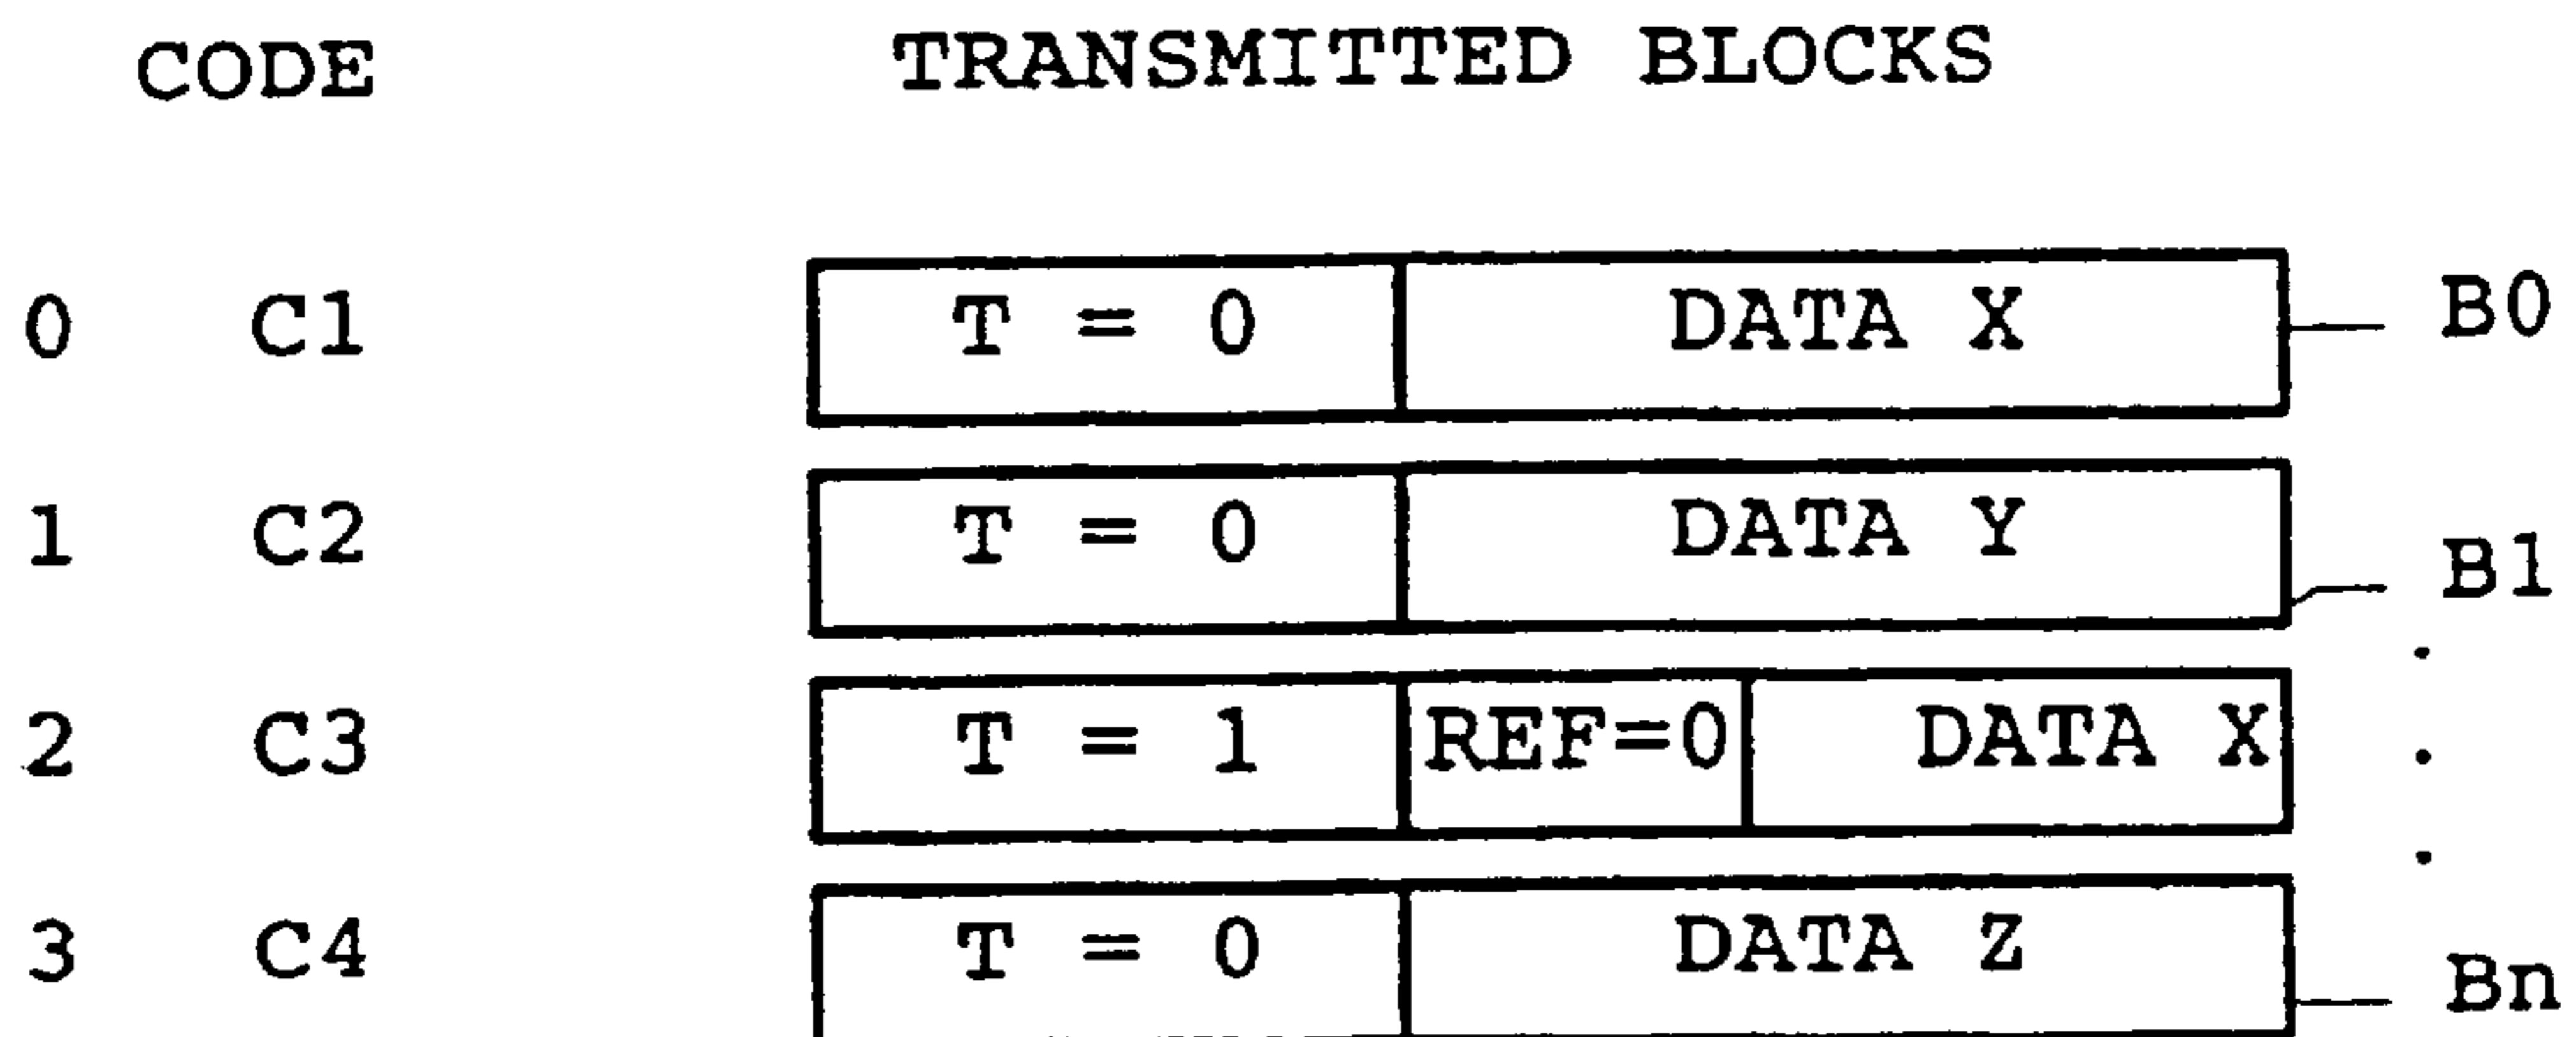 CODE TRANSMITTED BLOCKS
0 C1 T = 0 DATA X B0
1 C2 T = 0 DATA Y B1
2 C3 T = 1 REF=0 DATA X
3 C4 T = 0 DATA Z Bn